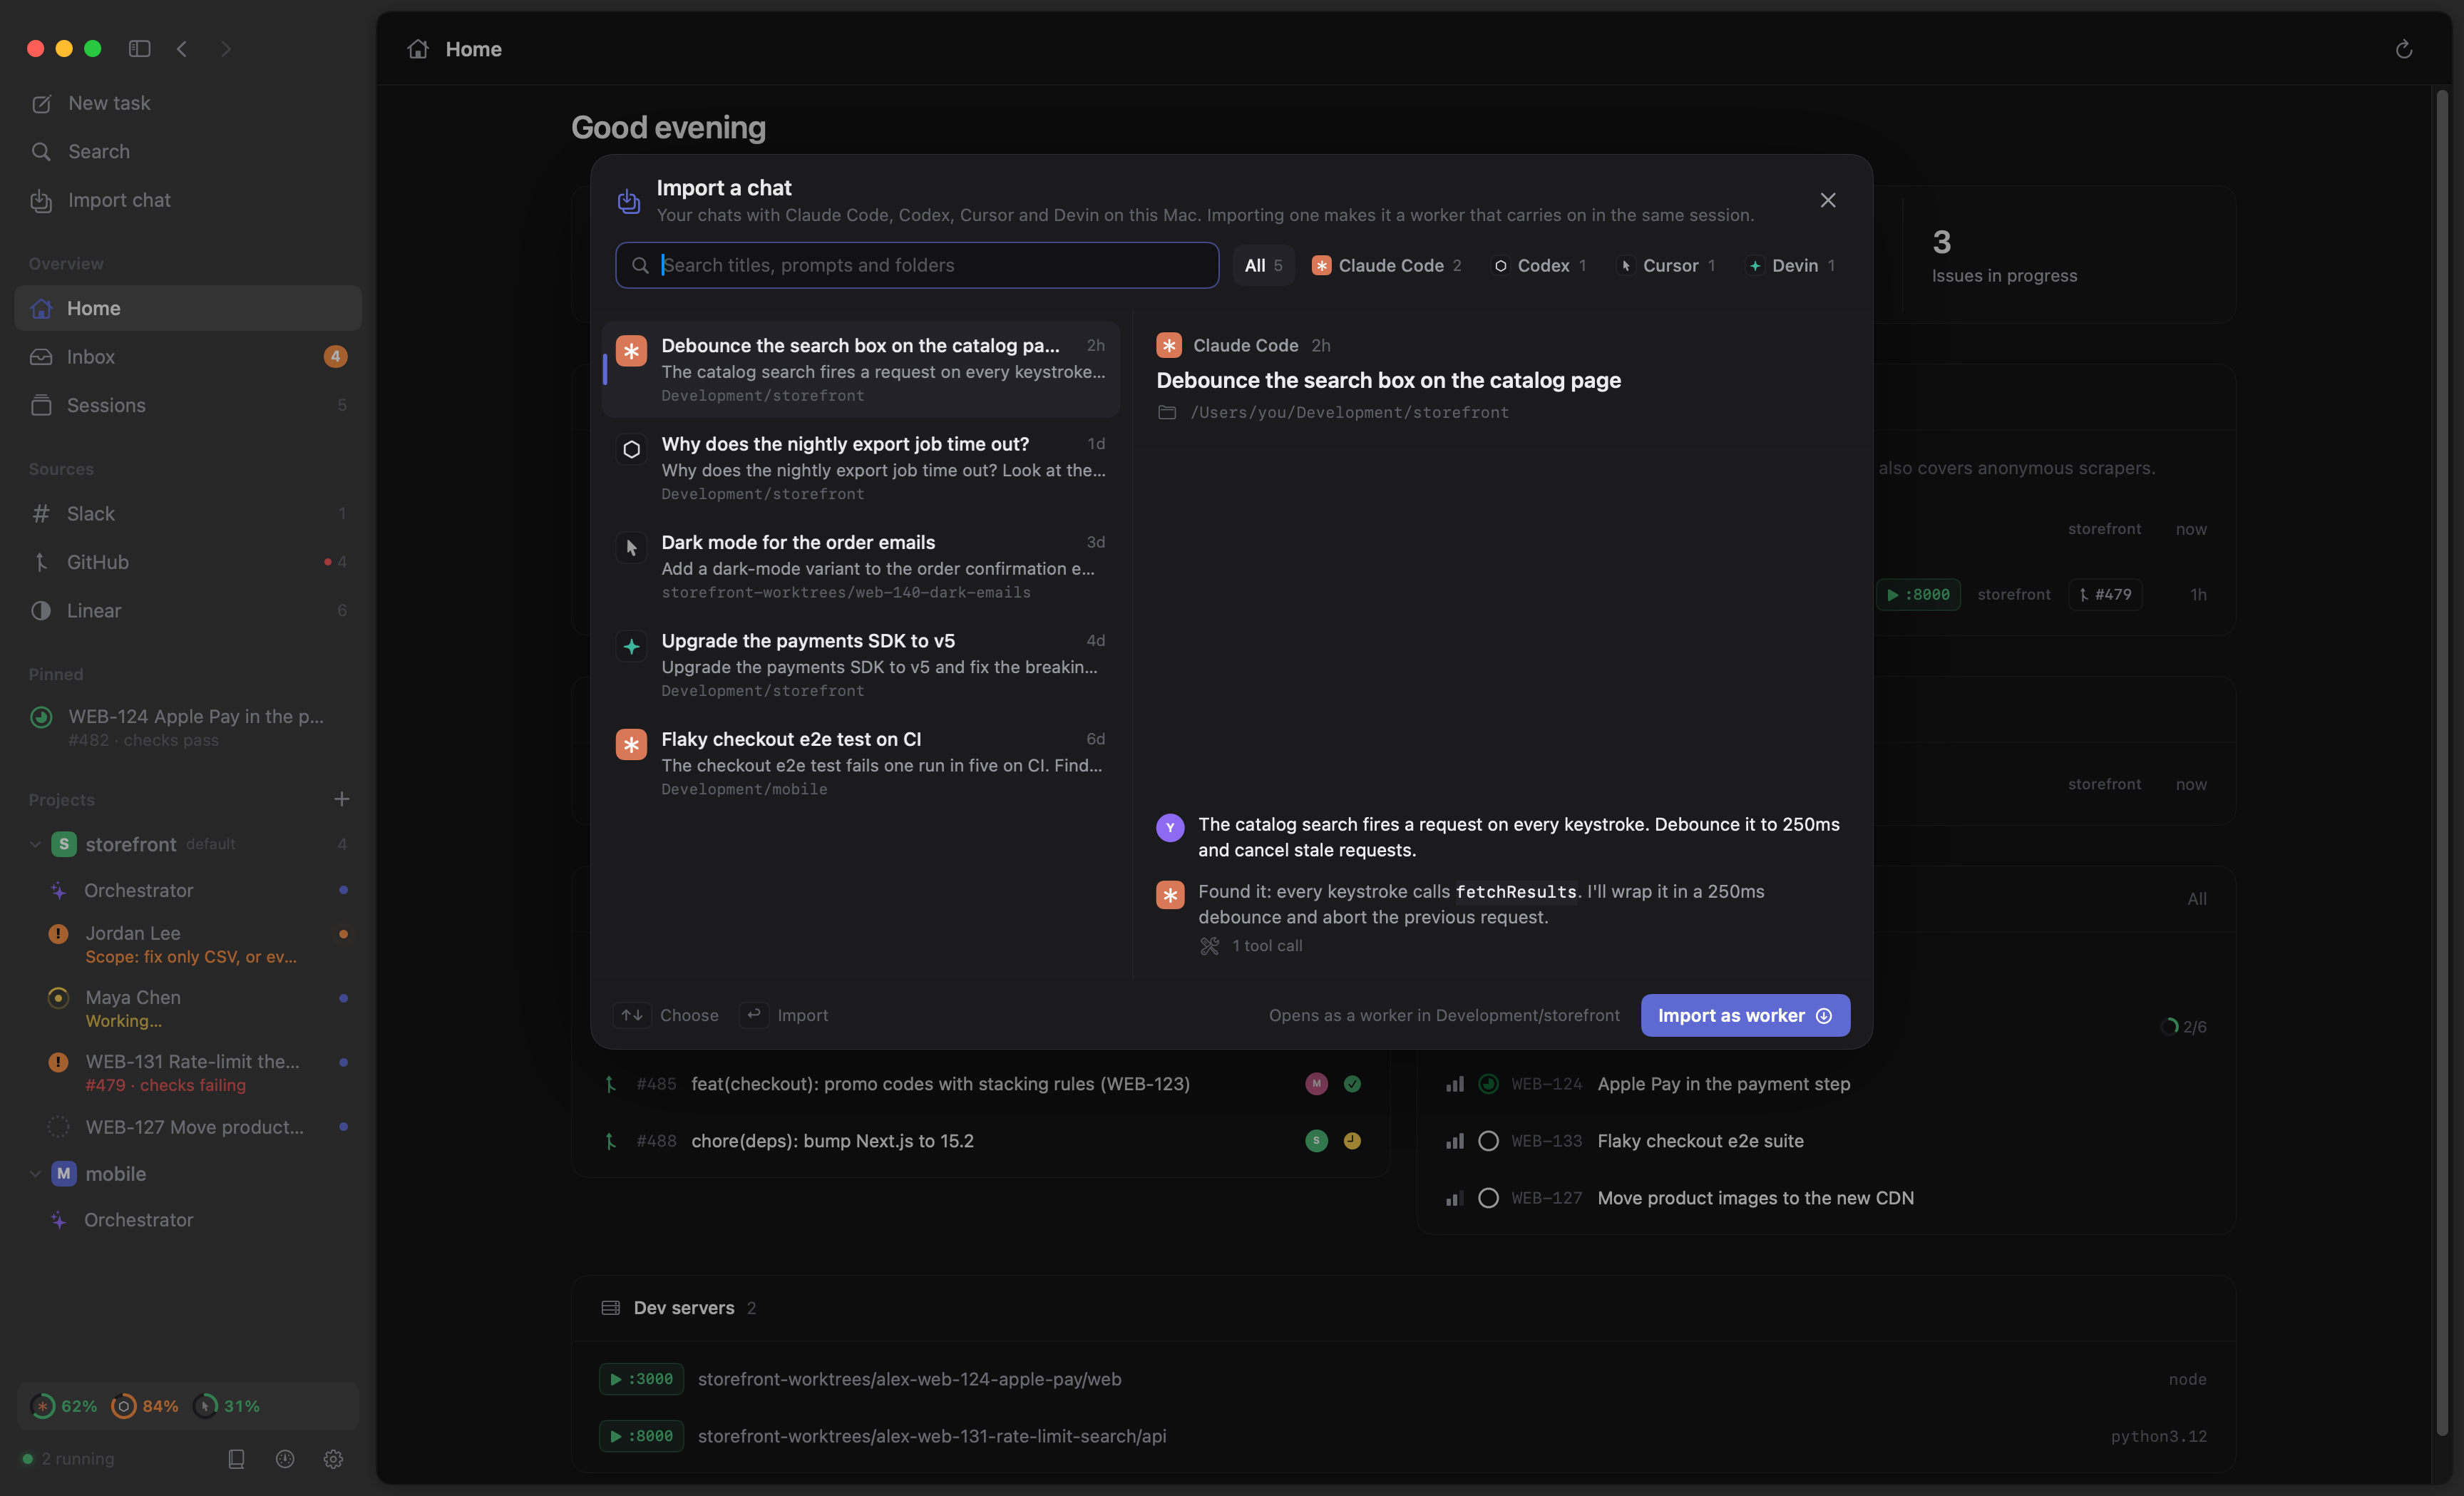 Home
New task
Search
Import chat
Overview
Home
Inbox 4
Sessions 5
Sources
Slack 1
GitHub 4
Linear 6
Pinned
WEB-124 Apple Pay in the p...
#482 · checks pass
Projects
S storefront default 4
Orchestrator
Jordan Lee
Scope: fix only CSV, or ev...
Maya Chen
Working...
WEB-131 Rate-limit the...
#479 · checks failing
WEB-127 Move product...
M mobile
Orchestrator
62% 84% 31%
2 running
Good evening
3
Issues in progress
also covers anonymous scrapers.
storefront now
:8000 storefront #479 1h
storefront now
All
2/6
Import a chat
Your chats with Claude Code, Codex, Cursor and Devin on this Mac. Importing one makes it a worker that carries on in the same session.
Search titles, prompts and folders
All 5 Claude Code 2 Codex 1 Cursor 1 Devin 1
Debounce the search box on the catalog pa... 2h
The catalog search fires a request on every keystroke...
Development/storefront
Why does the nightly export job time out? 1d
Why does the nightly export job time out? Look at the...
Development/storefront
Dark mode for the order emails 3d
Add a dark-mode variant to the order confirmation e...
storefront-worktrees/web-140-dark-emails
Upgrade the payments SDK to v5 4d
Upgrade the payments SDK to v5 and fix the breakin...
Development/storefront
Flaky checkout e2e test on CI 6d
The checkout e2e test fails one run in five on CI. Find...
Development/mobile
Claude Code 2h
Debounce the search box on the catalog page
/Users/you/Development/storefront
Y The catalog search fires a request on every keystroke. Debounce it to 250ms
and cancel stale requests.
Found it: every keystroke calls fetchResults. I'll wrap it in a 250ms
debounce and abort the previous request.
1 tool call
Choose Import
Opens as a worker in Development/storefront
Import as worker
#485 feat(checkout): promo codes with stacking rules (WEB-123) M
#488 chore(deps): bump Next.js to 15.2 S
WEB-124 Apple Pay in the payment step
WEB-133 Flaky checkout e2e suite
WEB-127 Move product images to the new CDN
Dev servers 2
:3000 storefront-worktrees/alex-web-124-apple-pay/web node
:8000 storefront-worktrees/alex-web-131-rate-limit-search/api python3.12